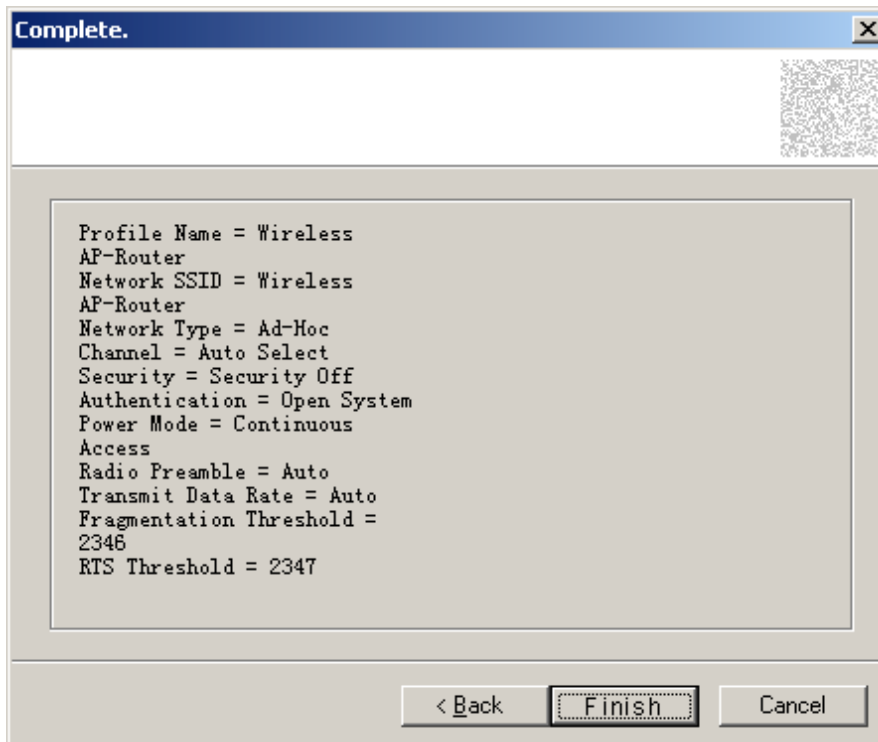 Complete.
Profile Name = Wireless
AP-Router
Network SSID = Wireless
AP-Router
Network Type = Ad-Hoc
Channel = Auto Select
Security = Security Off
Authentication = Open System
Power Mode = Continuous
Access
Radio Preamble = Auto
Transmit Data Rate = Auto
Fragmentation Threshold =
2346
RTS Threshold = 2347
< Back Finish Cancel